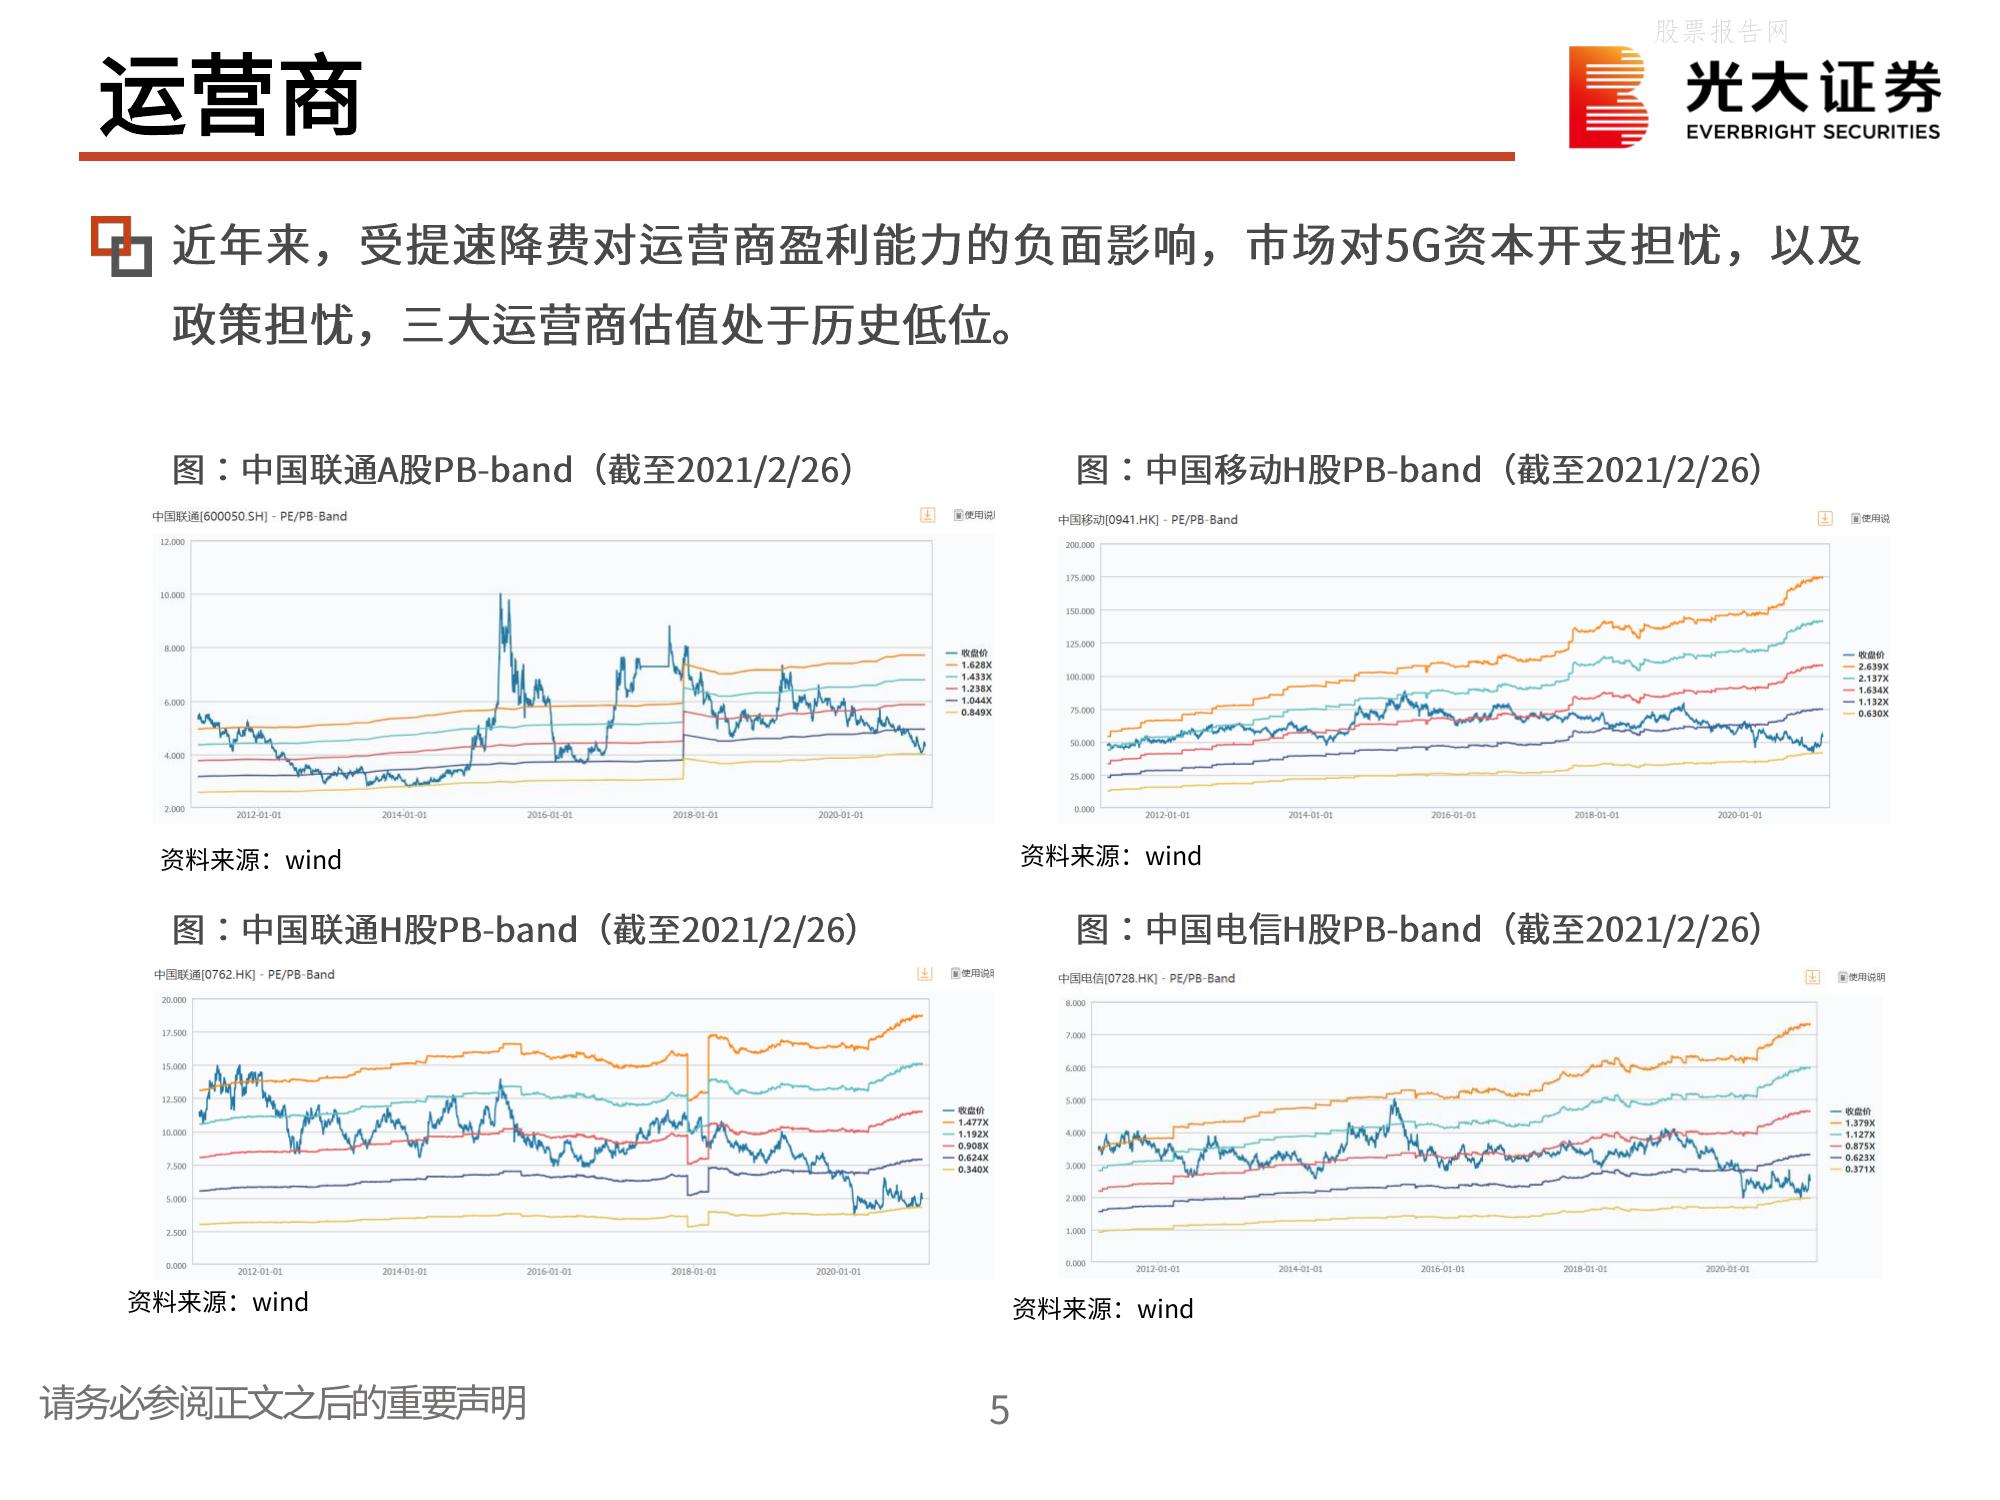 股票报告网
运营商
光大证券
EVERBRIGHT SECURITIES
近年来，受提速降费对运营商盈利能力的负面影响，市场对5G资本开支担忧，以及
政策担忧，三大运营商估值处于历史低位。
图：中国联通A股PB-band（截至2021/2/26）
中国联通[600050.SH] - PE/PB-Band
使用说
12.000
10.000
8.000
6.000
4.000
2.000
2012-01-01
2014-01-01
2016-01-01
2018-01-01
2020-01-01
收盘价
1.628X
1.433X
1.238X
1.044X
0.849X
资料来源：wind
图：中国移动H股PB-band（截至2021/2/26）
中国移动[0941.HK] - PE/PB-Band
使用说
200.000
175.000
150.000
125.000
100.000
75.000
50.000
25.000
0.000
2012-01-01
2014-01-01
2016-01-01
2018-01-01
2020-01-01
收盘价
2.639X
2.137X
1.634X
1.132X
0.630X
资料来源：wind
图：中国联通H股PB-band（截至2021/2/26）
中国联通[0762.HK] - PE/PB-Band
使用说明
20.000
17.500
15.000
12.500
10.000
7.500
5.000
2.500
0.000
2012-01-01
2014-01-01
2016-01-01
2018-01-01
2020-01-01
收盘价
1.477X
1.192X
0.908X
0.624X
0.340X
资料来源：wind
图：中国电信H股PB-band（截至2021/2/26）
中国电信[0728.HK] - PE/PB-Band
使用说明
8.000
7.000
6.000
5.000
4.000
3.000
2.000
1.000
0.000
2012-01-01
2014-01-01
2016-01-01
2018-01-01
2020-01-01
收盘价
1.379X
1.127X
0.875X
0.623X
0.371X
资料来源：wind
请务必参阅正文之后的重要声明
5